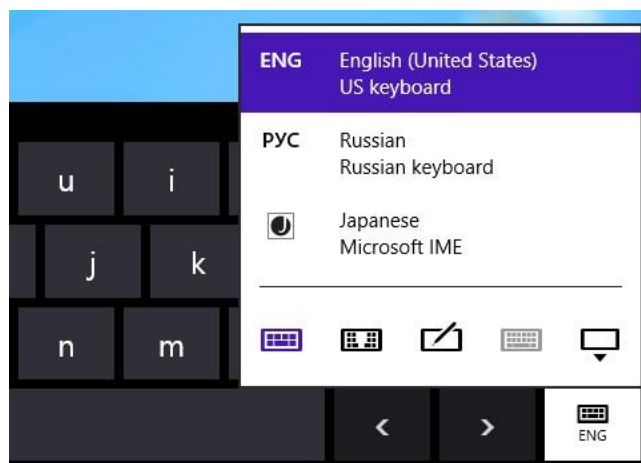 ENG English (United States)
US keyboard
РУС Russian
Russian keyboard
Japanese
Microsoft IME
u i
j k
n m
< >
ENG